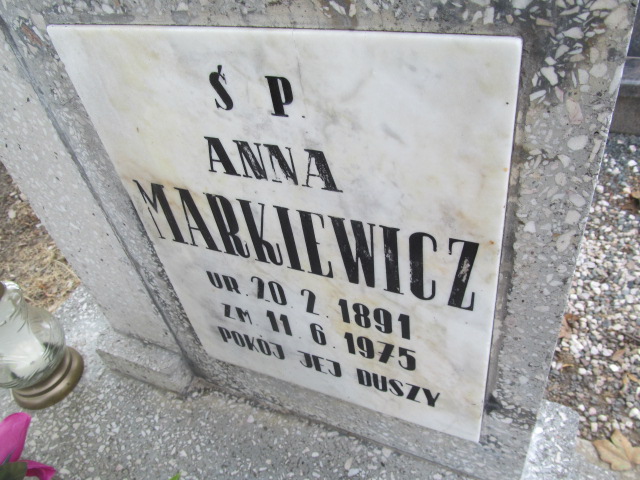 Ś P.
ANNA
MARKIEWICZ
UR. 20. 2. 1891
ZM. 11. 6. 1975
POKÓJ JEJ DUSZY